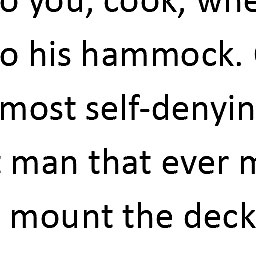 o you, cook, whe
o his hammock.
most self-denyin
man that ever m
mount the deck